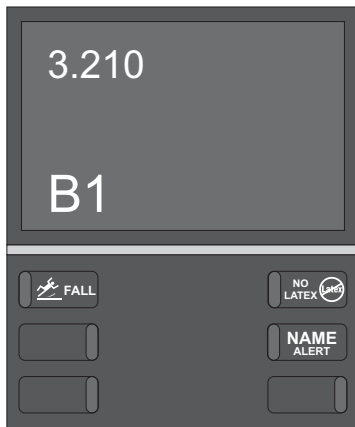 3.210
B1
FALL
NO
LATEX Latex
NAME
ALERT